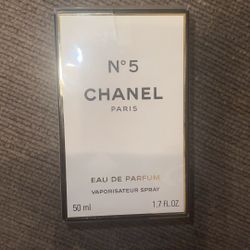 N°5
CHANEL
PARIS
EAU DE PARFUM
VAPORISATEUR SPRAY
50 ml 1,7 fl.OZ.